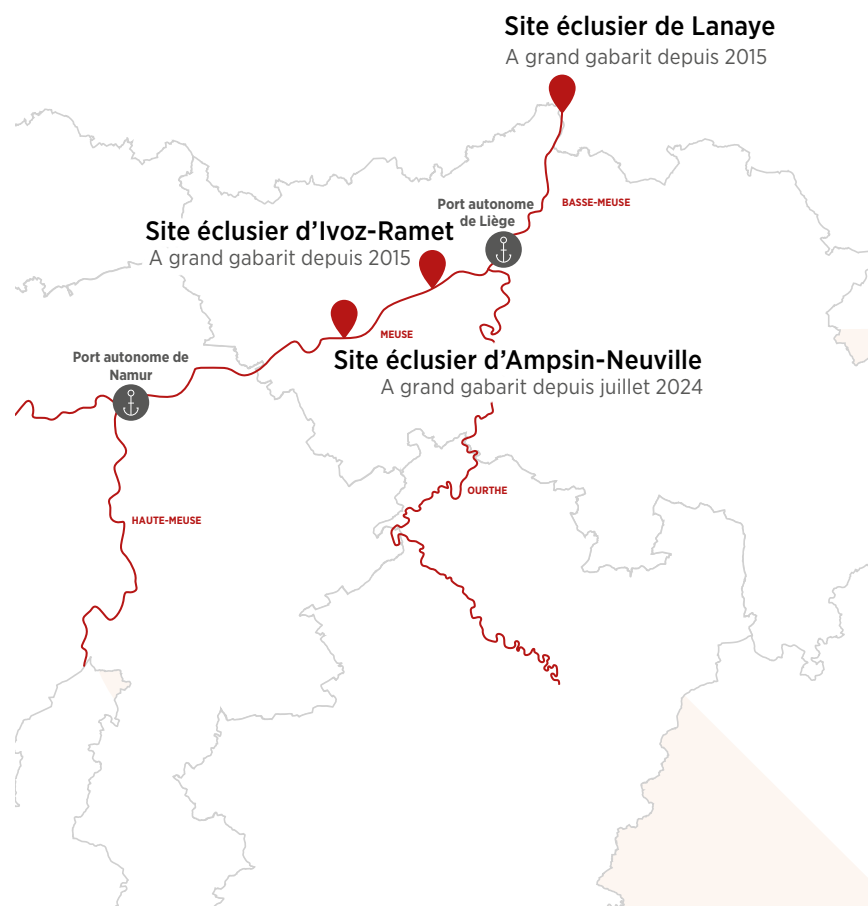 Site éclusier de Lanaye
A grand gabarit depuis 2015
BASSE-MEUSE
Port autonome
de Liège
Site éclusier d’Ivoz-Ramet
A grand gabarit depuis 2015
MEUSE
Site éclusier d’Ampsin-Neuville
A grand gabarit depuis juillet 2024
Port autonome de
Namur
OURTHE
HAUTE-MEUSE